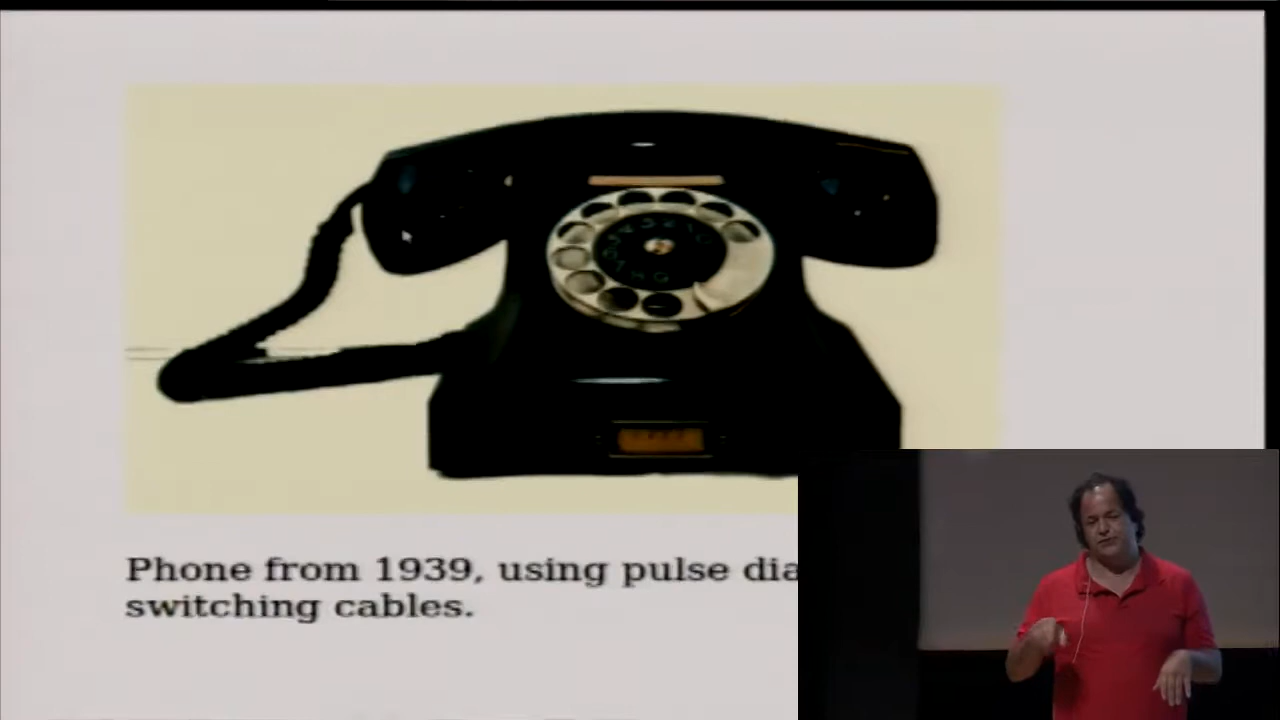 Phone from 1939, using pulse dia
switching cables.